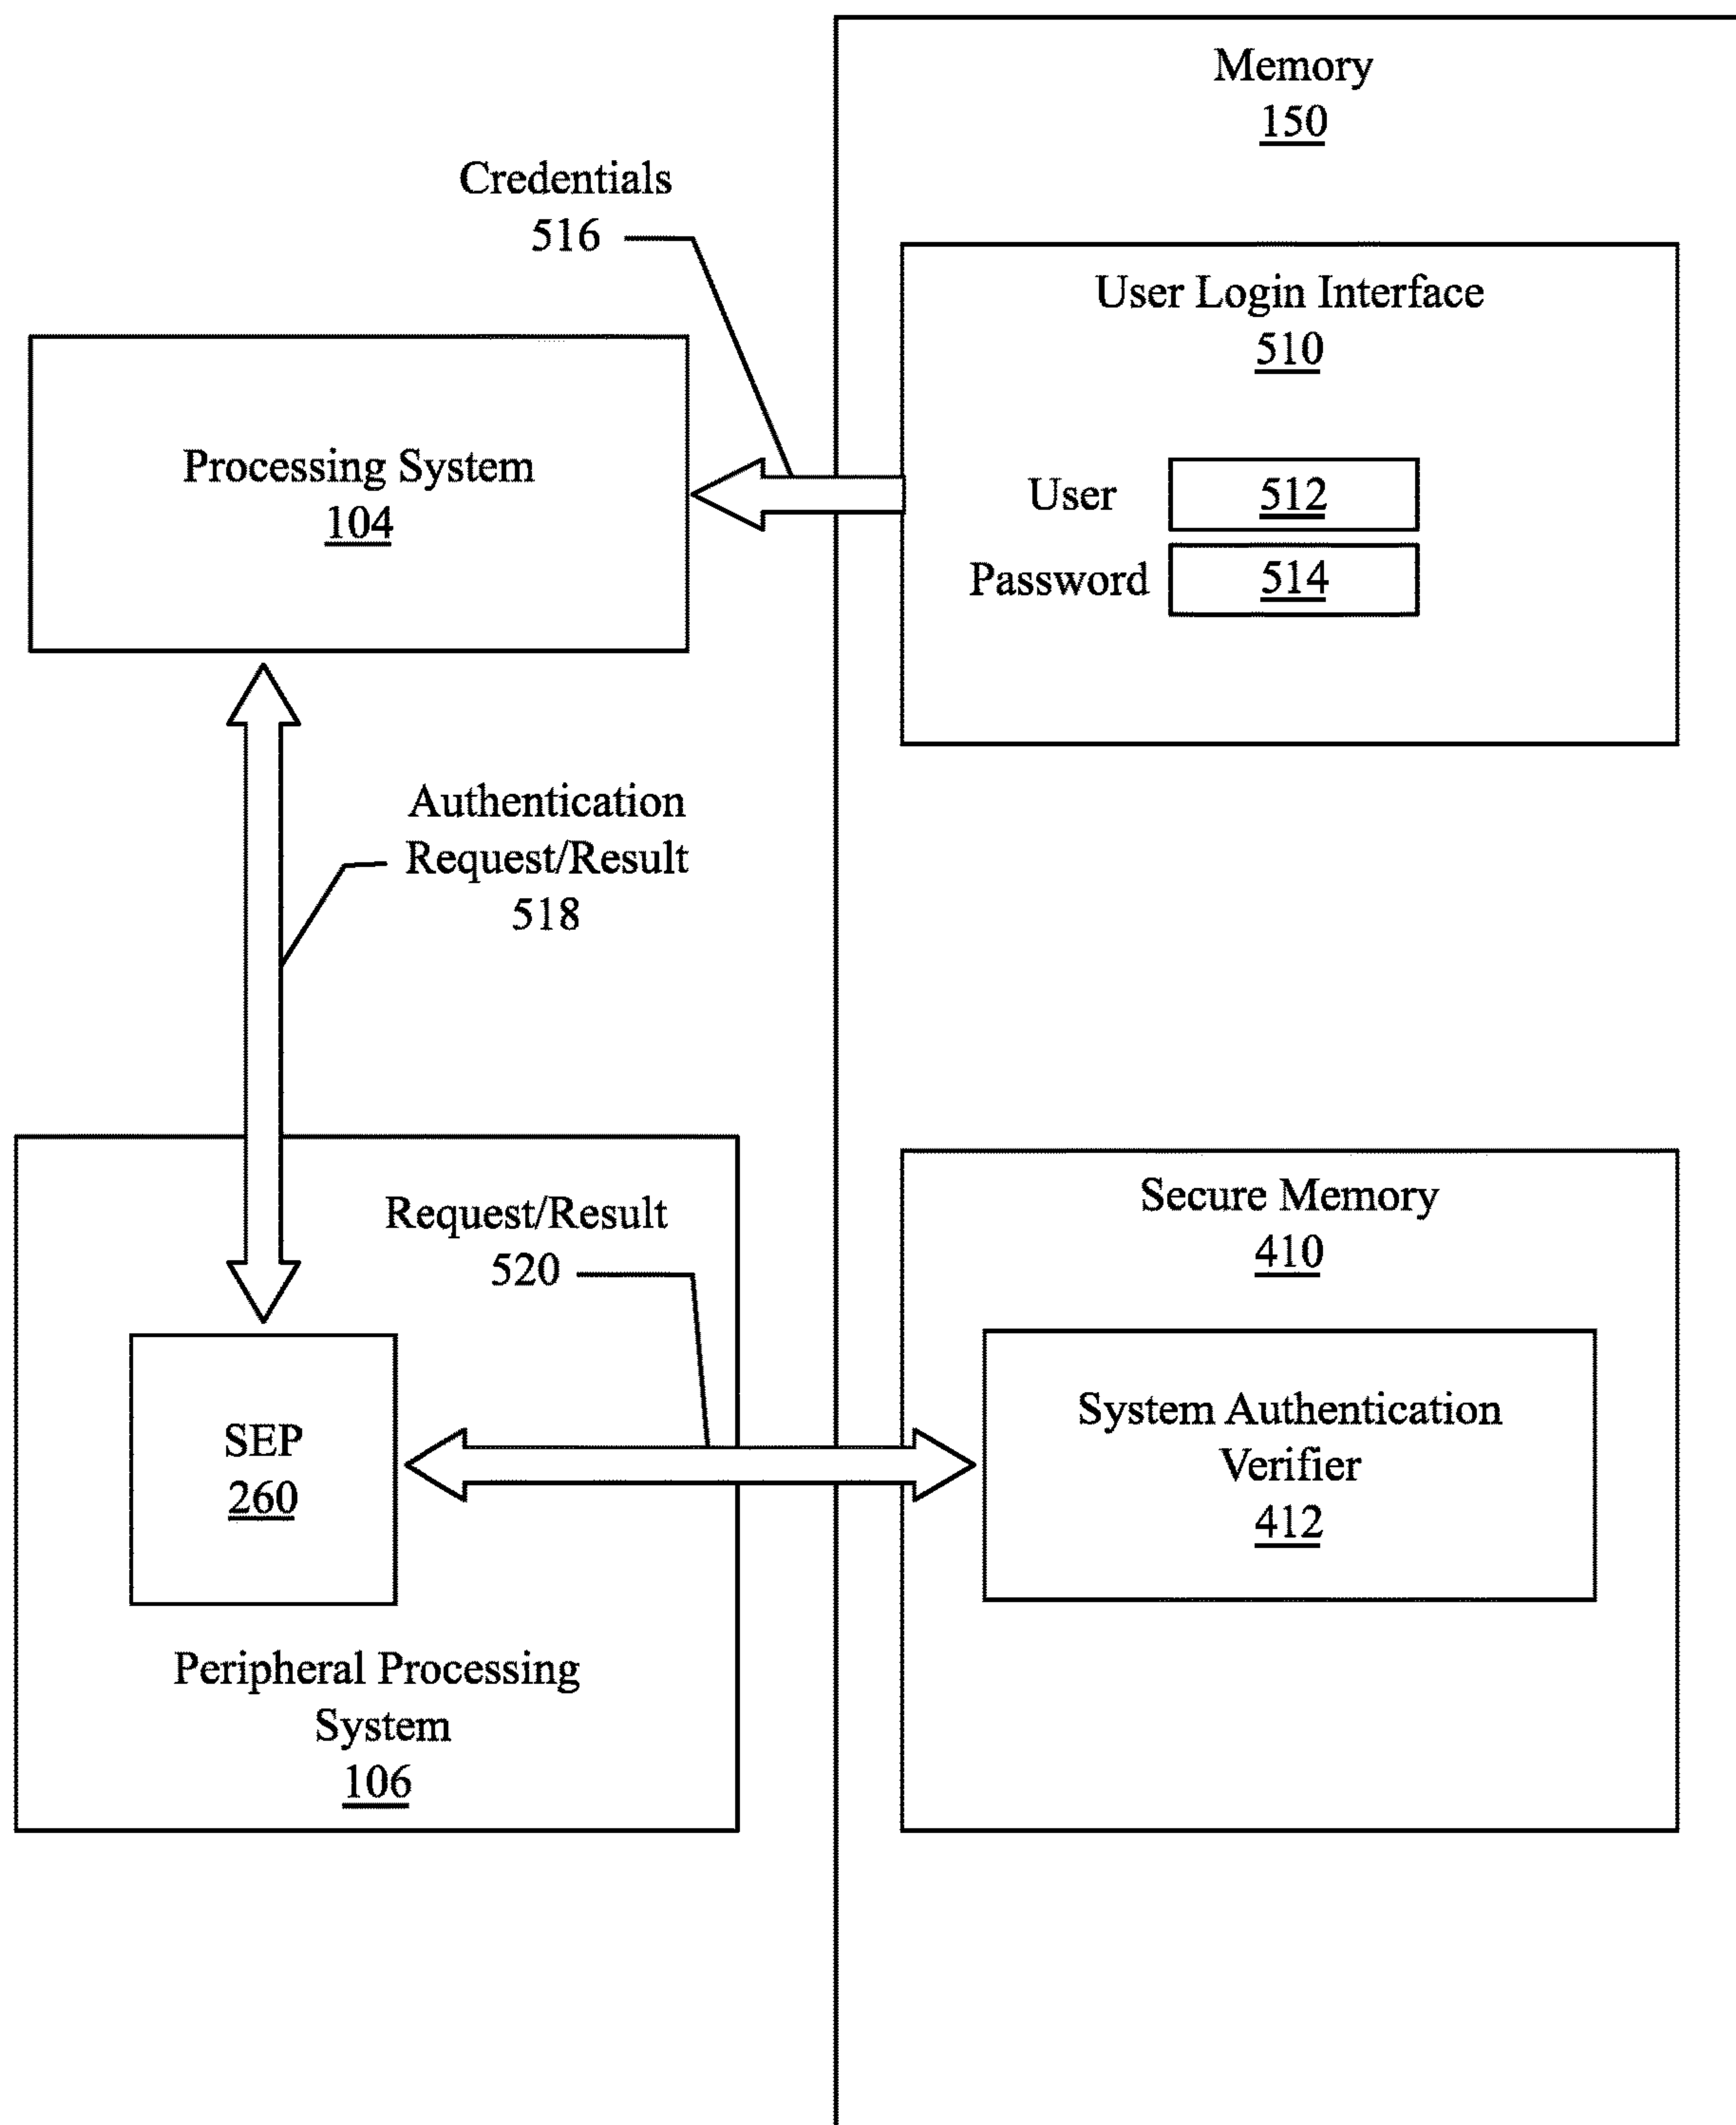 Memory
150
Credentials
516
User Login Interface
510
Processing System
104
User
512
Password
514
Authentication
Request/Result
518
Request/Result
520
Secure Memory
410
SEP
260
System Authentication
Verifier
412
Peripheral Processing
System
106